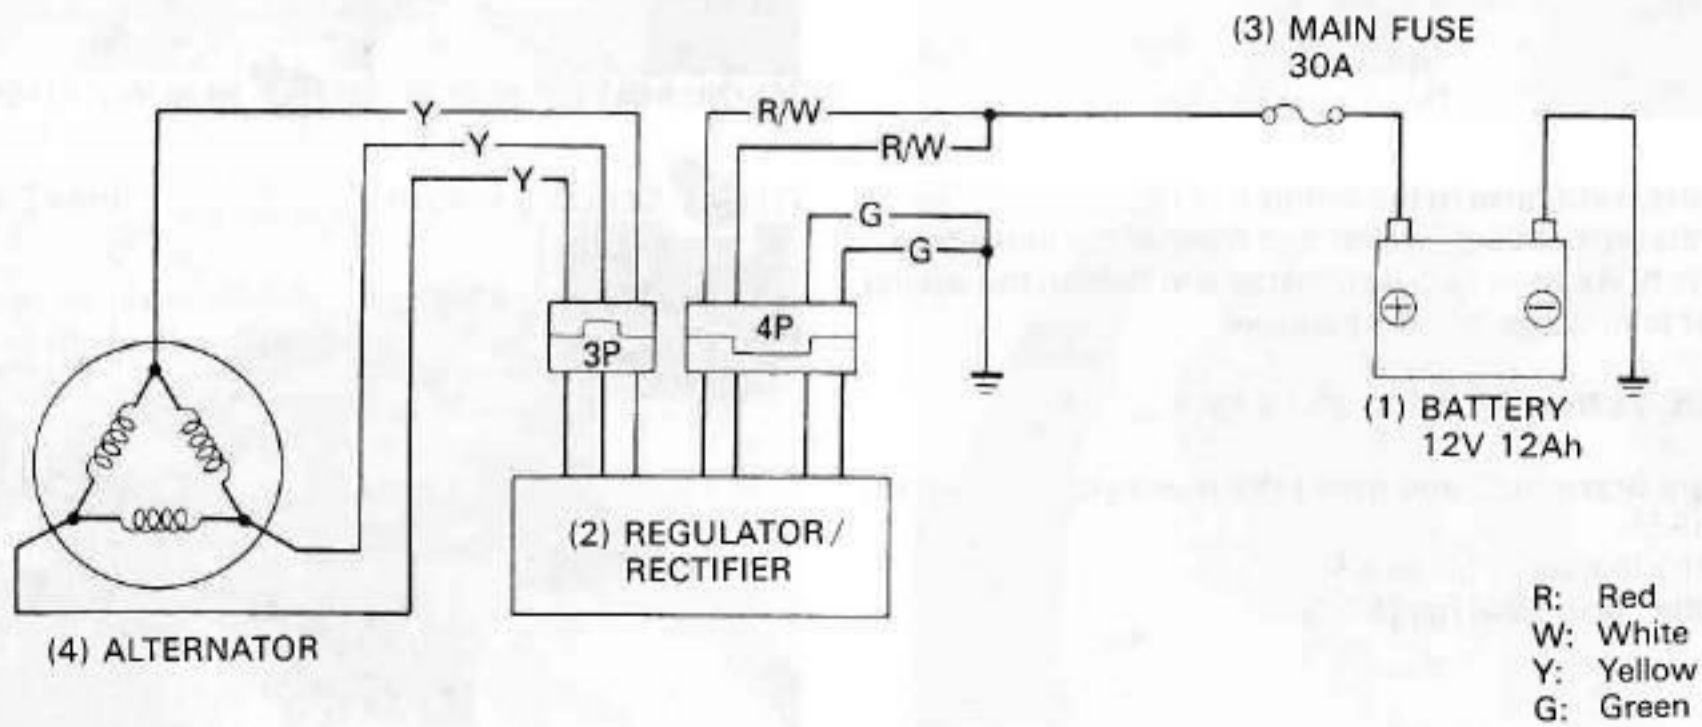 (3) MAIN FUSE
30A
Y
R/W
Y
R/W
Y
G
G
4P
3P
⊕
⊖
(1) BATTERY
12V 12Ah
(2) REGULATOR/
RECTIFIER
(4) ALTERNATOR
R: Red
W: White
Y: Yellow
G: Green